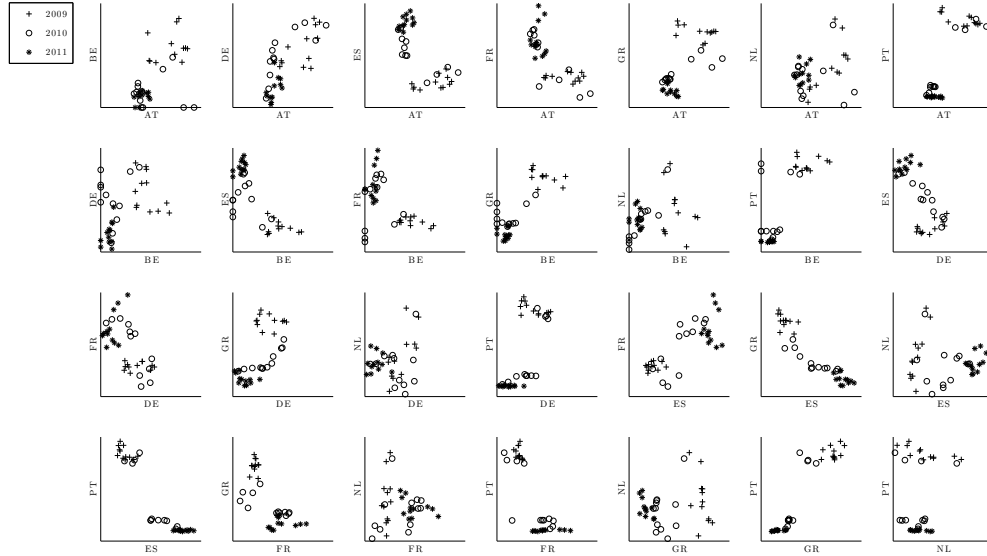 2009
2010
2011
BE
AT
DE
AT
ES
AT
FR
AT
GR
AT
NL
AT
PT
AT
DE
BE
ES
BE
FR
BE
GR
BE
NL
BE
PT
BE
ES
DE
FR
DE
GR
DE
NL
DE
PT
DE
FR
ES
GR
ES
NL
ES
PT
ES
GR
FR
NL
FR
PT
FR
NL
GR
PT
GR
PT
NL